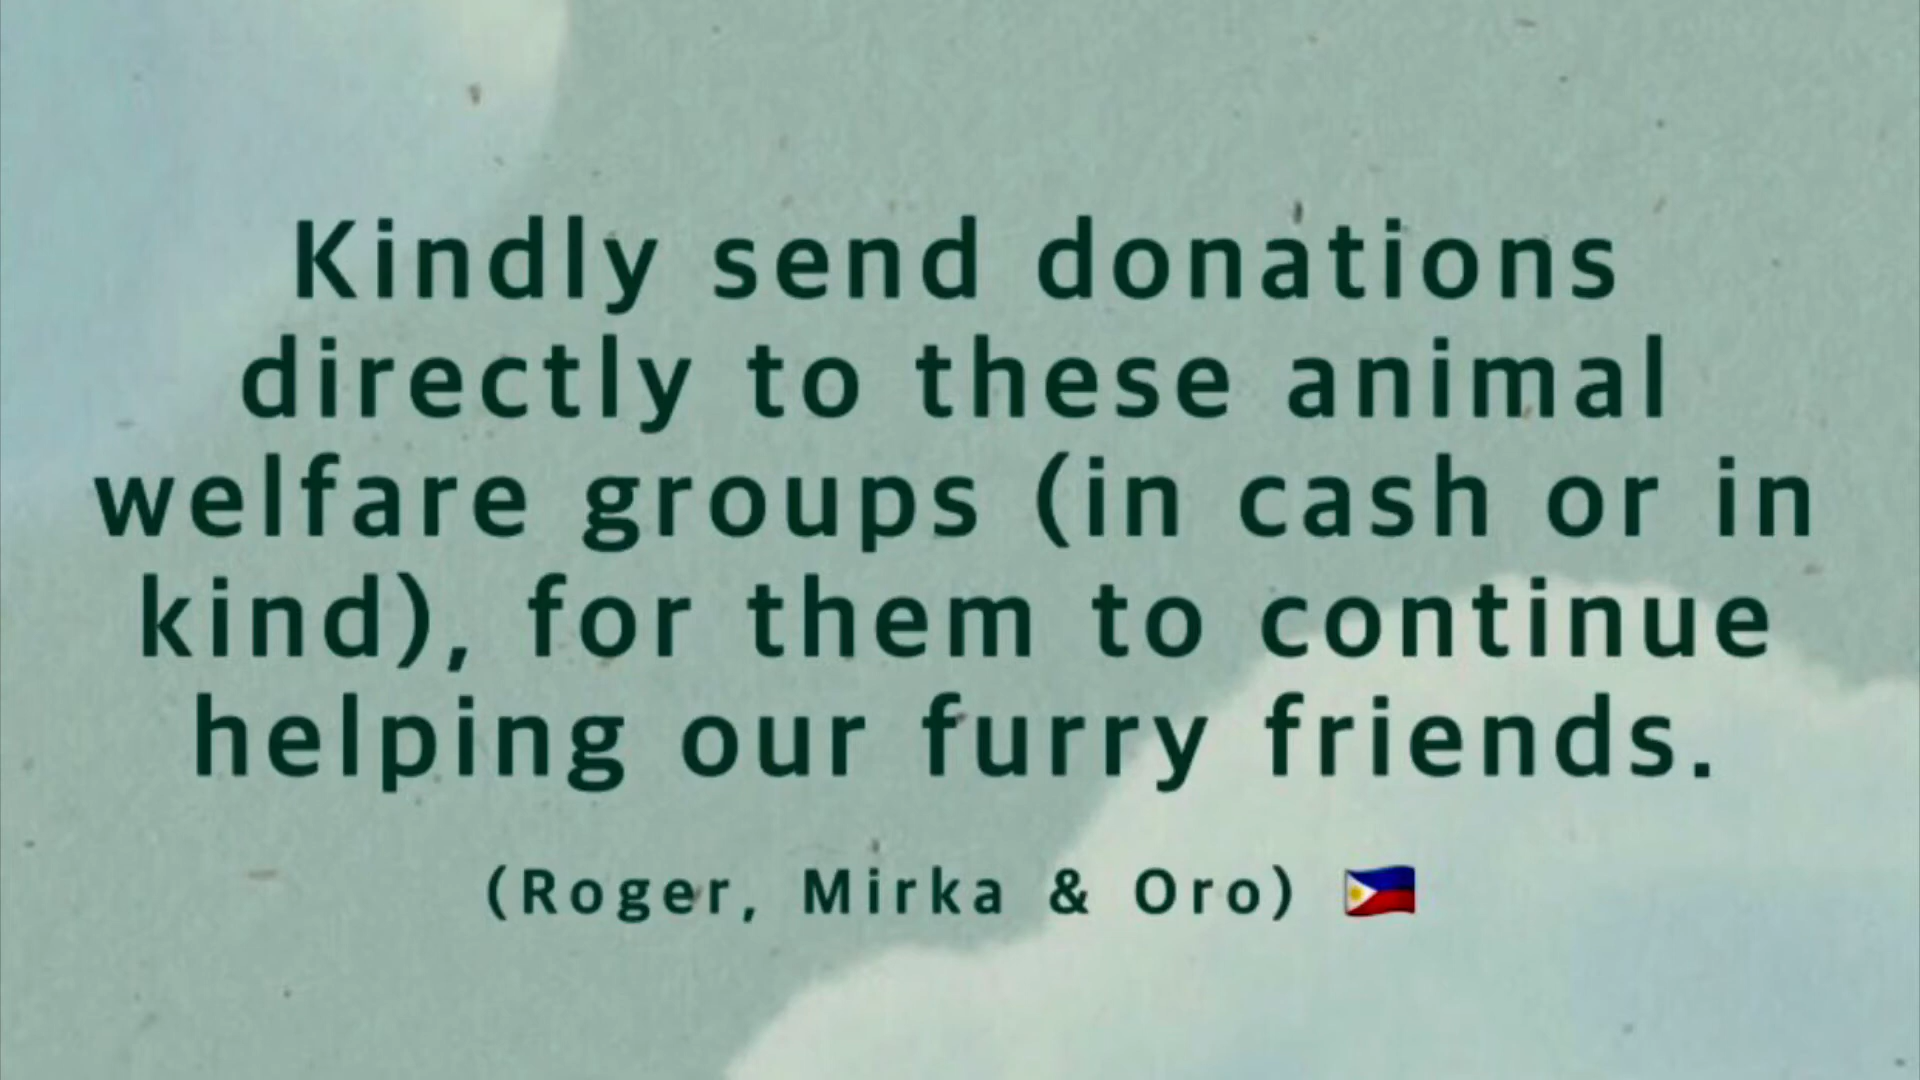 Kindly send donations
directly to these animal
welfare groups (in cash or in
kind), for them to continue
helping our furry friends.
(Roger, Mirka & Oro) 🇵🇭